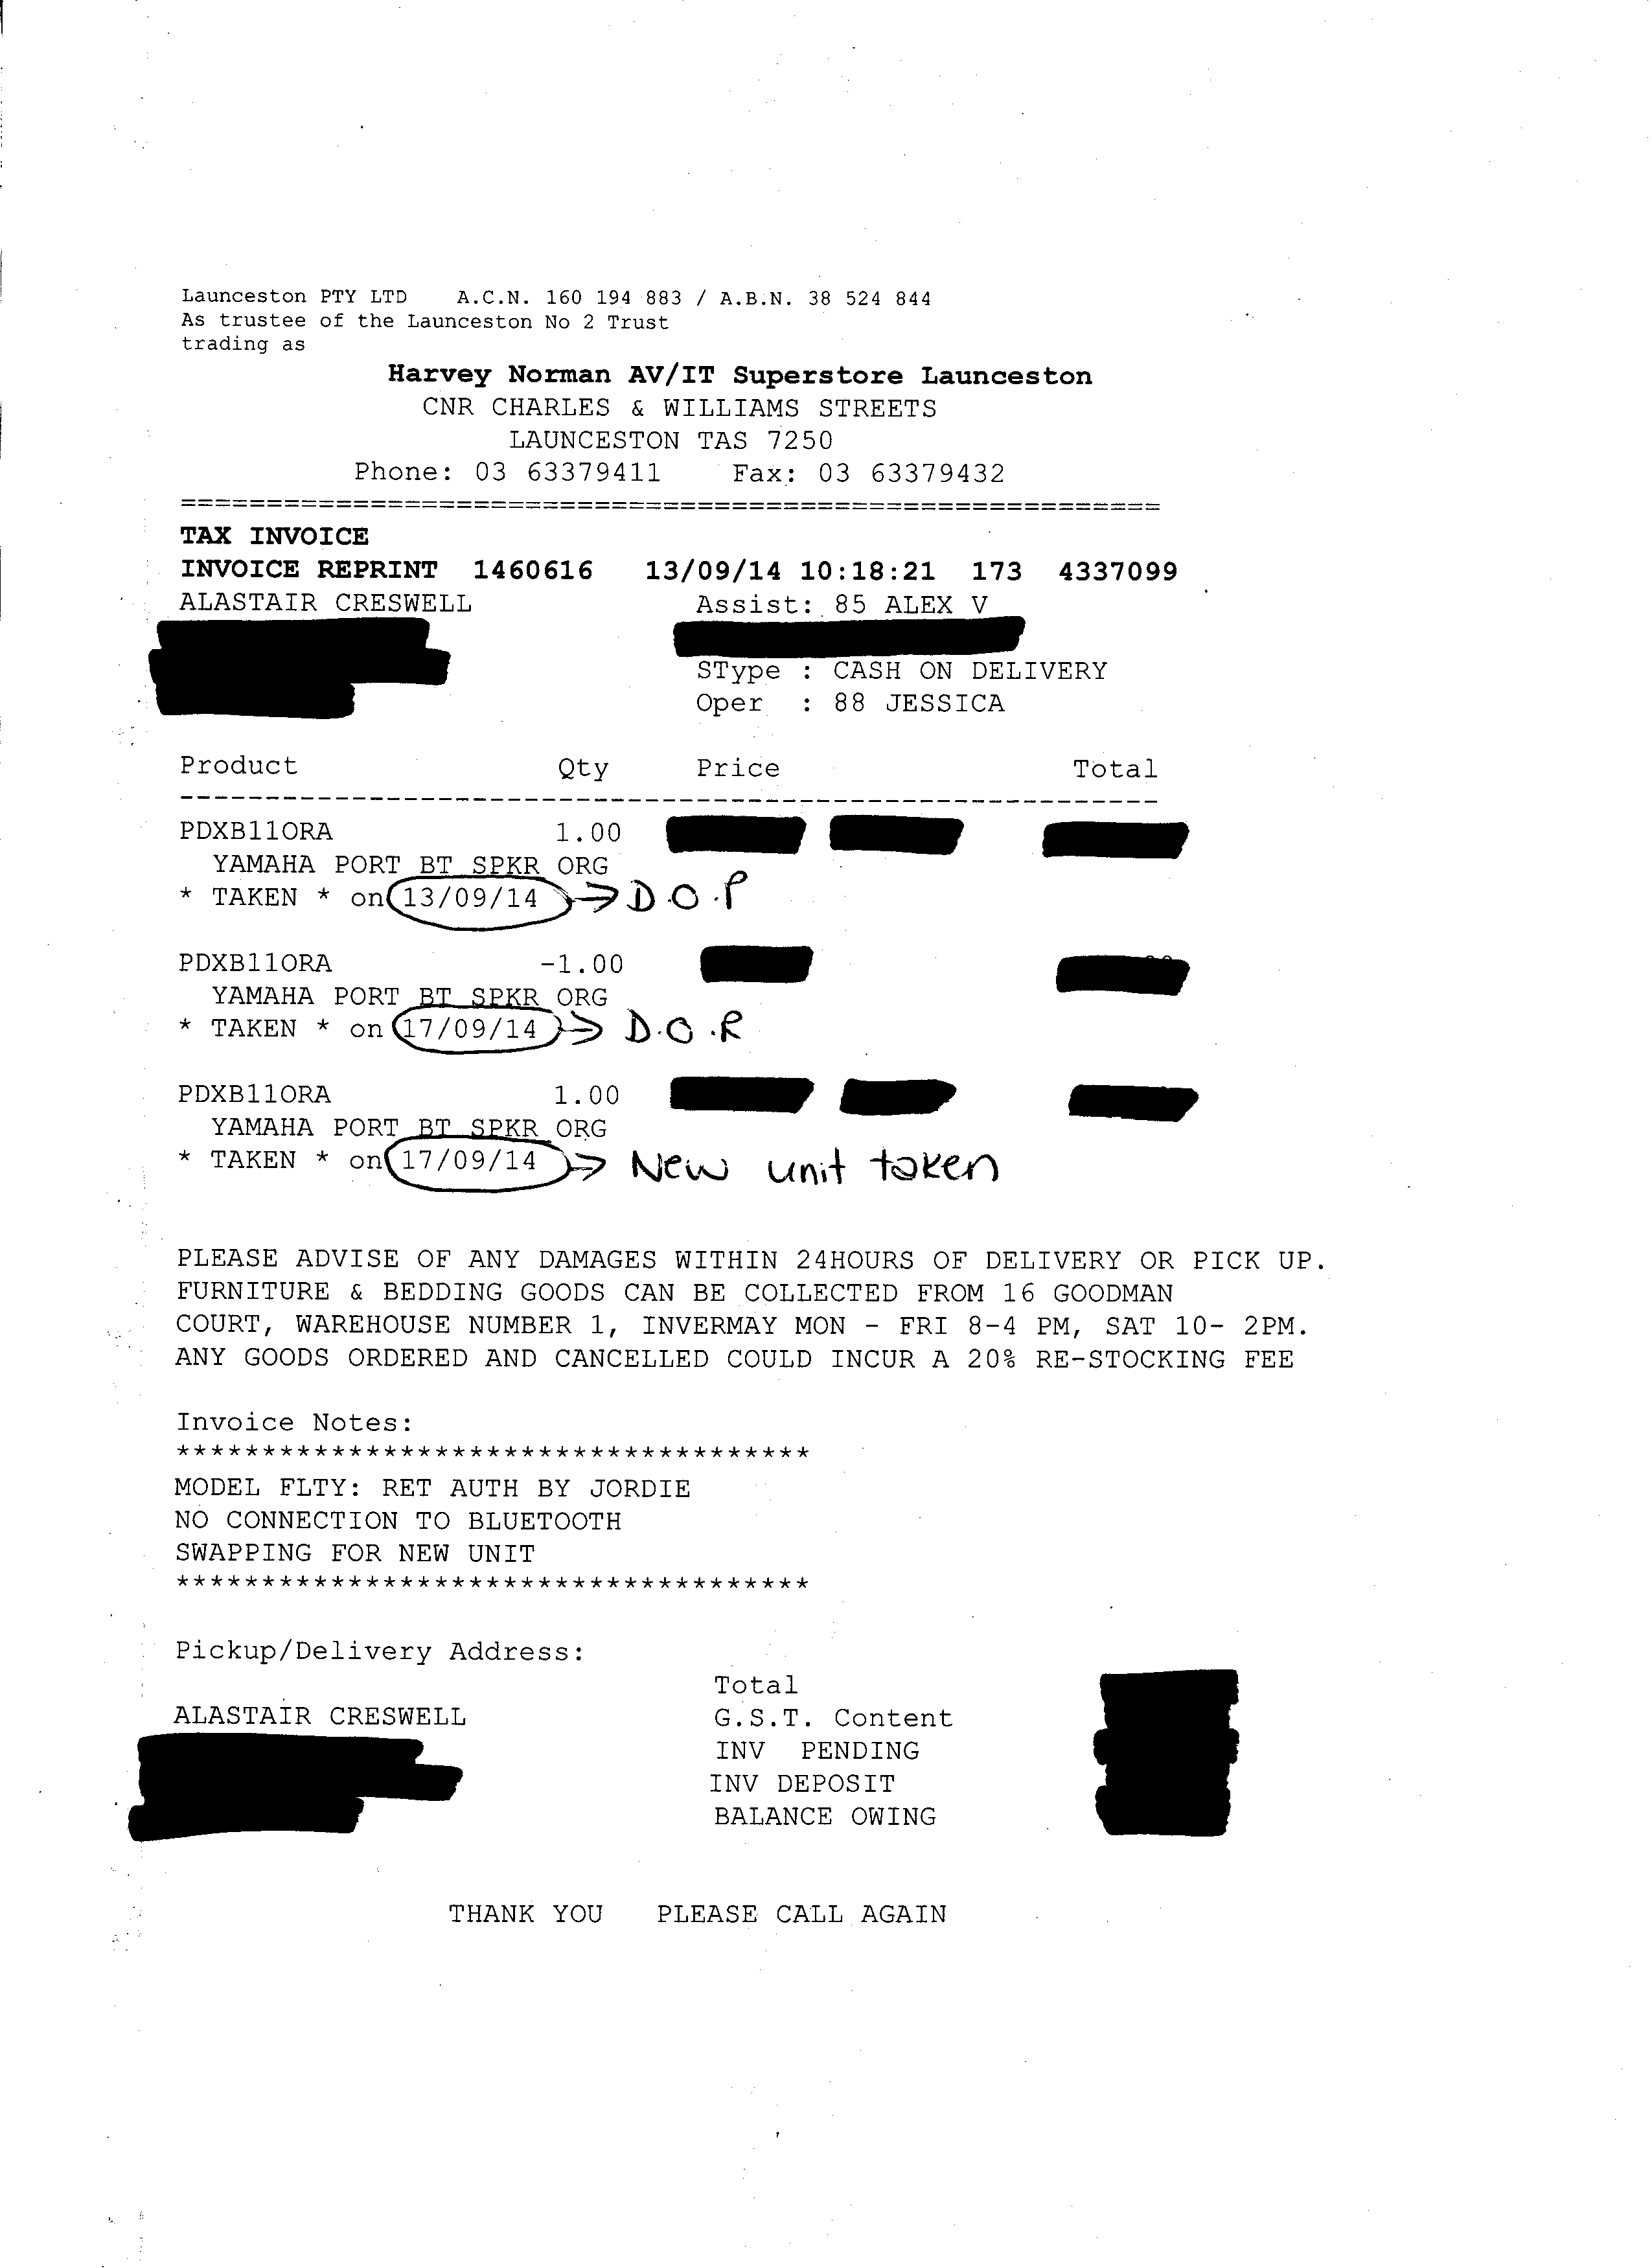 Launceston PTY LTD A.C.N. 160 194 883 / A.B.N. 38 524 844
As trustee of the Launceston No 2 Trust
trading as
Harvey Norman AV/IT Superstore Launceston
CNR CHARLES & WILLIAMS STREETS
LAUNCESTON TAS 7250
Phone: 03 63379411 Fax: 03 63379432
TAX INVOICE
INVOICE REPRINT 1460616 13/09/14 10:18:21 173 4337099
ALASTAIR CRESWELL Assist: 85 ALEX V
SType : CASH ON DELIVERY
Oper : 88 JESSICA
Product Qty Price Total
PDXB11ORA 1.00
YAMAHA PORT BT SPKR ORG
* TAKEN * on 13/09/14 → D.O.P
PDXB11ORA -1.00
YAMAHA PORT BT SPKR ORG
* TAKEN * on 17/09/14 → D.O.R
PDXB11ORA 1.00
YAMAHA PORT BT SPKR ORG
* TAKEN * on 17/09/14 → New unit taken
PLEASE ADVISE OF ANY DAMAGES WITHIN 24HOURS OF DELIVERY OR PICK UP.
FURNITURE & BEDDING GOODS CAN BE COLLECTED FROM 16 GOODMAN
COURT, WAREHOUSE NUMBER 1, INVERMAY MON - FRI 8-4 PM, SAT 10- 2PM.
ANY GOODS ORDERED AND CANCELLED COULD INCUR A 20% RE-STOCKING FEE
Invoice Notes:
*************************************
MODEL FLTY: RET AUTH BY JORDIE
NO CONNECTION TO BLUETOOTH
SWAPPING FOR NEW UNIT
*************************************
Pickup/Delivery Address:
Total
ALASTAIR CRESWELL G.S.T. Content
INV PENDING
INV DEPOSIT
BALANCE OWING
THANK YOU PLEASE CALL AGAIN